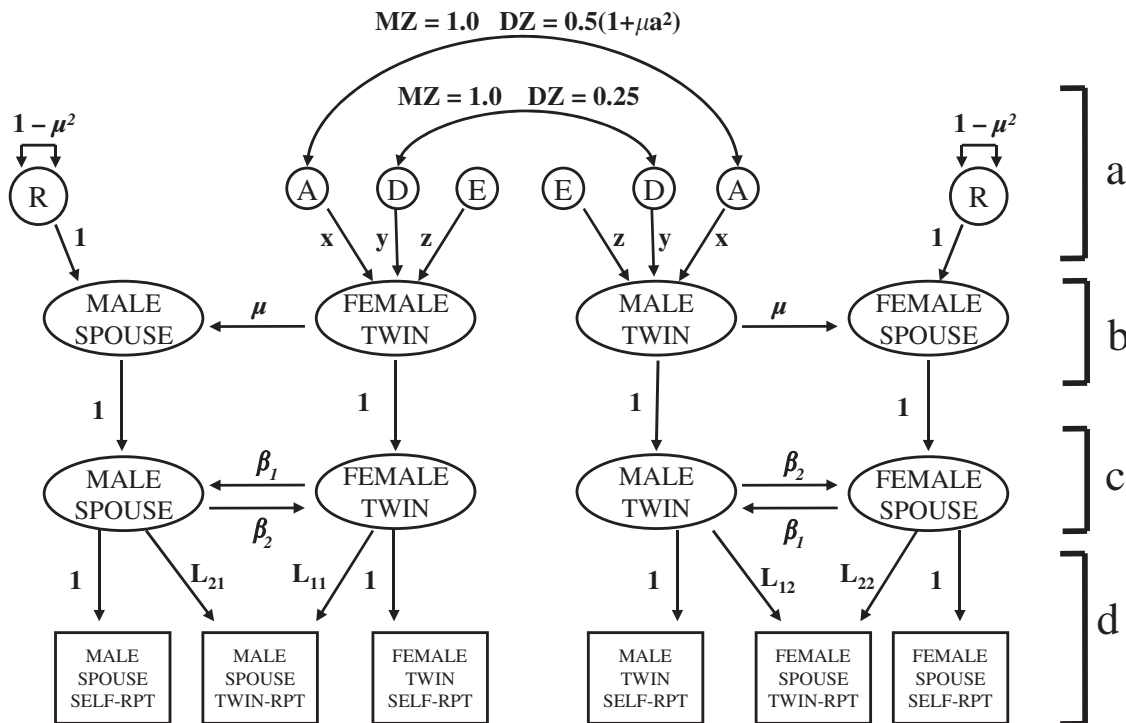 MZ = 1.0 DZ = 0.5(1+μa²)
MZ = 1.0 DZ = 0.25
1 – μ²
1 – μ²
a
R
A
D
E
E
D
A
R
1
x
y
z
z
y
x
1
MALE
SPOUSE
μ
FEMALE
TWIN
MALE
TWIN
μ
FEMALE
SPOUSE
b
1
1
1
1
MALE
SPOUSE
β₁
β₂
FEMALE
TWIN
MALE
TWIN
β₂
β₁
FEMALE
SPOUSE
c
1
L₂₁
L₁₁
1
1
L₁₂
L₂₂
1
d
MALE
SPOUSE
SELF-RPT
MALE
SPOUSE
TWIN-RPT
FEMALE
TWIN
SELF-RPT
MALE
TWIN
SELF-RPT
FEMALE
SPOUSE
TWIN-RPT
FEMALE
SPOUSE
SELF-RPT